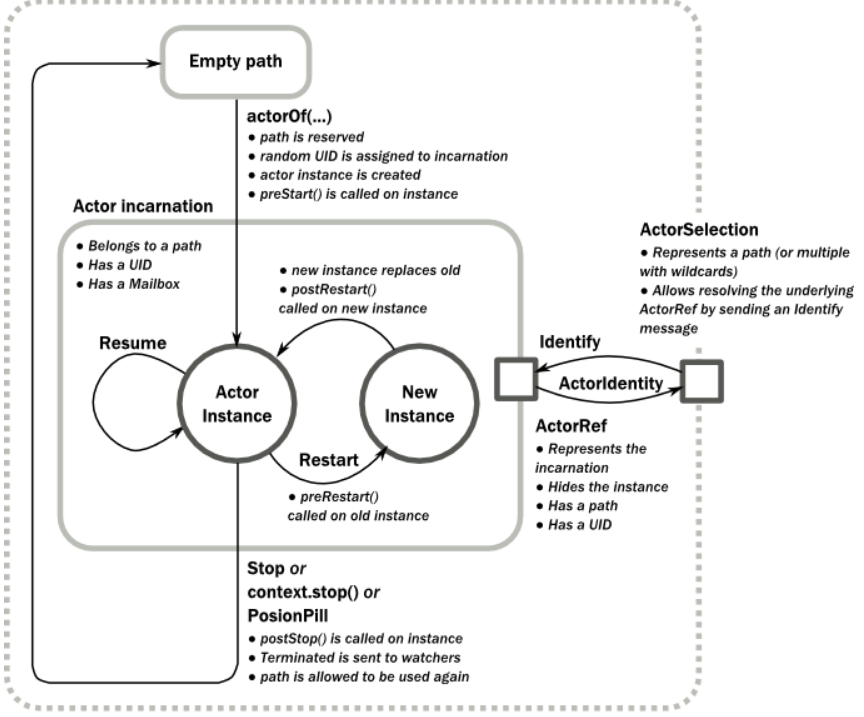 Empty path
actorOf(...)
● path is reserved
● random UID is assigned to incarnation
● actor instance is created
● preStart() is called on instance
Actor incarnation
● Belongs to a path
● Has a UID
● Has a Mailbox
● new instance replaces old
● postRestart()
called on new instance
Resume
Actor
Instance
New
Instance
Restart
● preRestart()
called on old instance
ActorSelection
● Represents a path (or multiple
with wildcards)
● Allows resolving the underlying
ActorRef by sending an Identify
message
Identify
ActorIdentity
ActorRef
● Represents the
incarnation
● Hides the instance
● Has a path
● Has a UID
Stop or
context.stop() or
PosionPill
● postStop() is called on instance
● Terminated is sent to watchers
● path is allowed to be used again